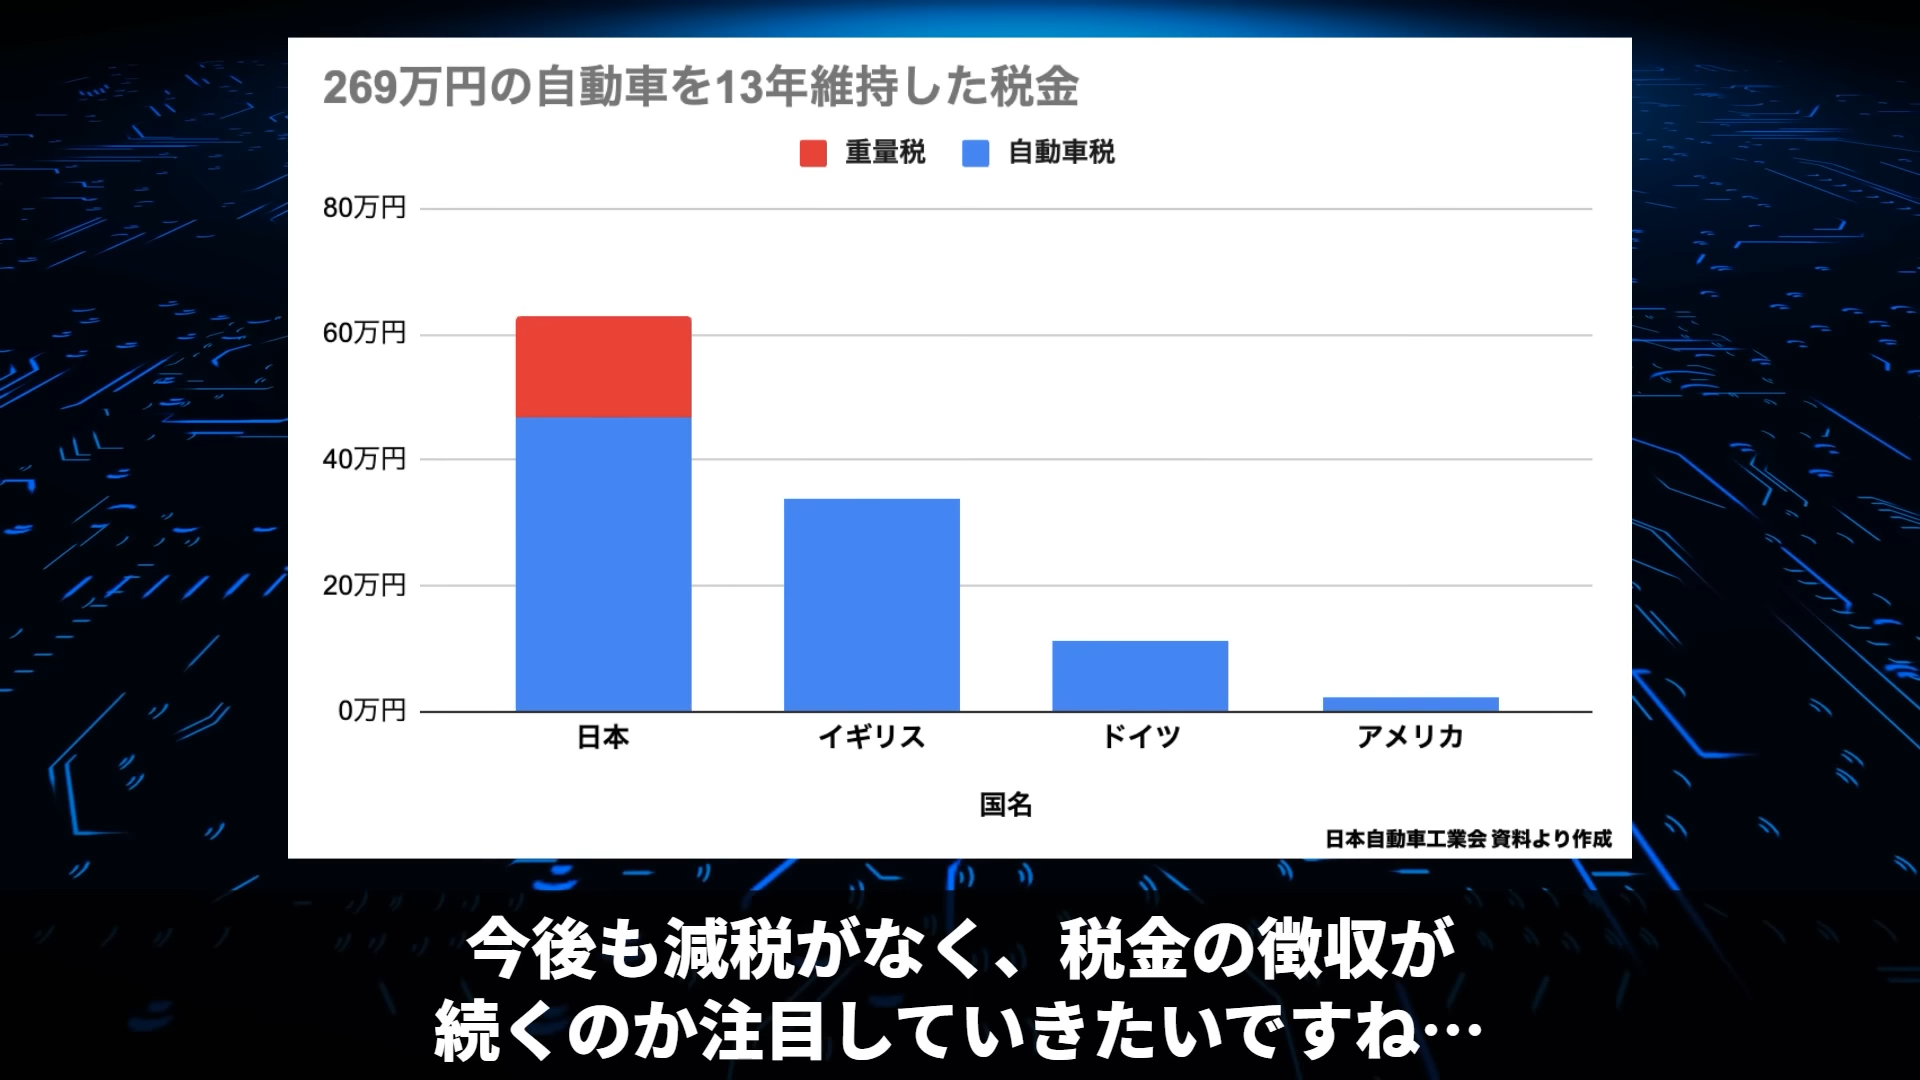 269万円の自動車を13年維持した税金
重量税 自動車税
80万円
60万円
40万円
20万円
0万円
日本 イギリス ドイツ アメリカ
国名
日本自動車工業会 資料より作成
今後も減税がなく、税金の徴収が
続くのか注目していきたいですね…